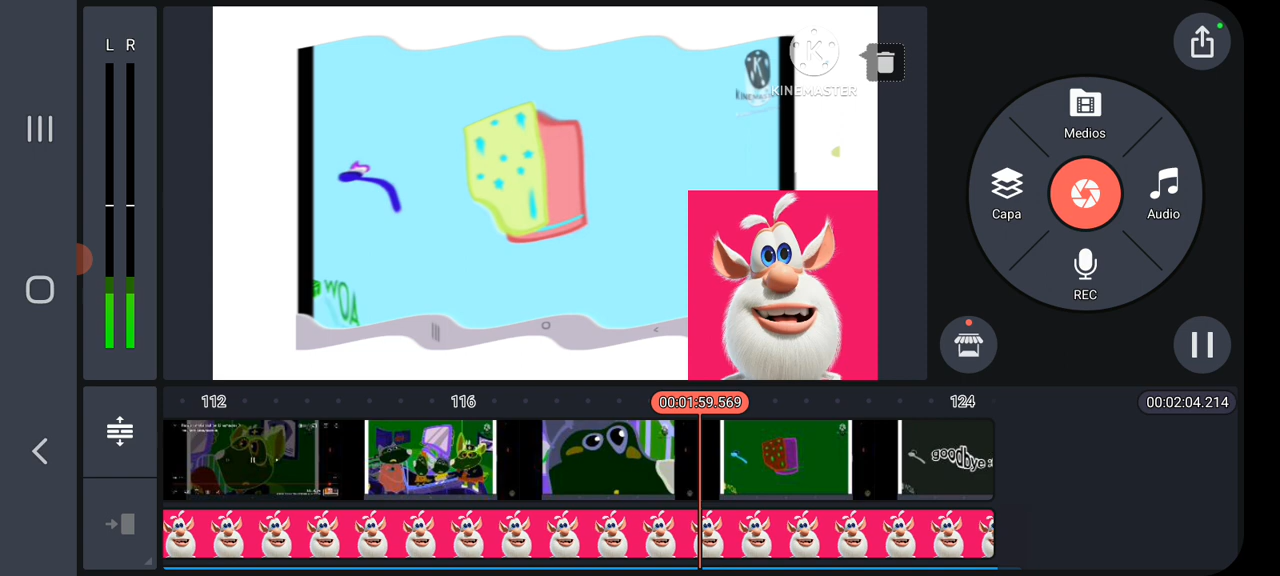 L R
KINEMASTER
Medios
Capa
Audio
REC
112
116
00:01:59.569
124
00:02:04.214
goodbye